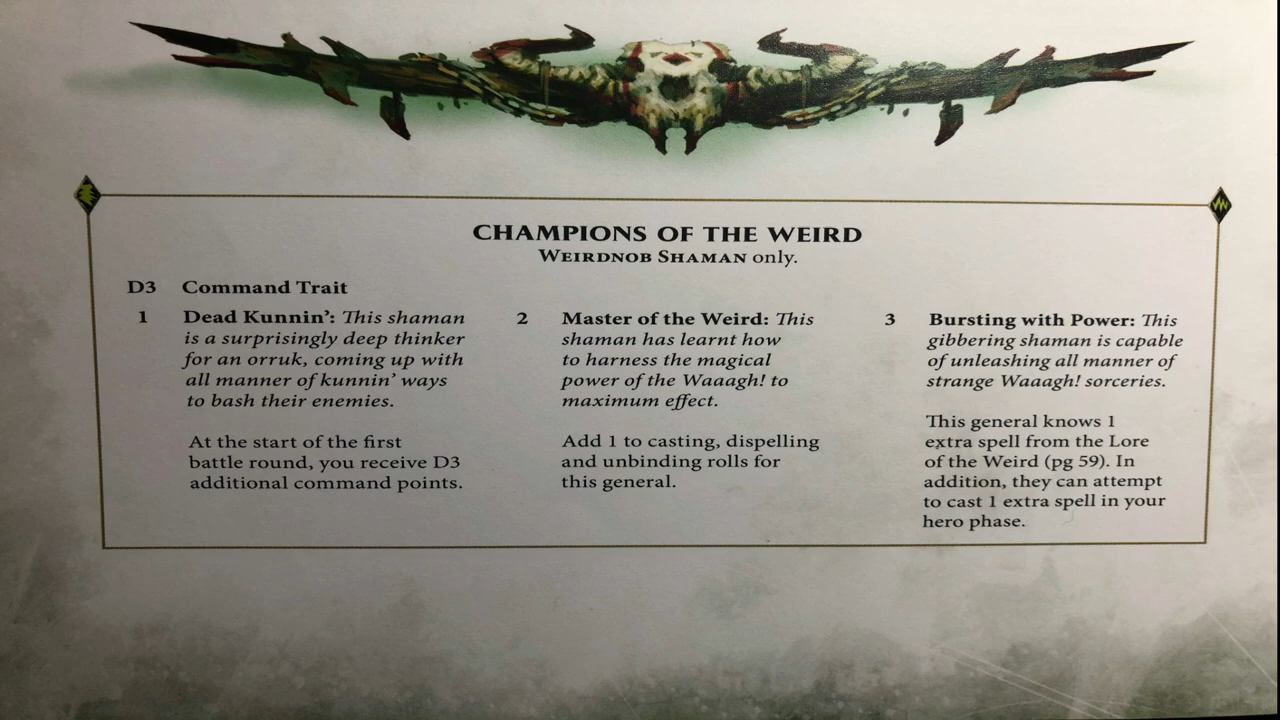 CHAMPIONS OF THE WEIRD
WEIRDNOB SHAMAN only.
D3 Command Trait
1 Dead Kunnin’: This shaman
is a surprisingly deep thinker
for an orruk, coming up with
all manner of kunnin’ ways
to bash their enemies.
At the start of the first
battle round, you receive D3
additional command points.
2 Master of the Weird: This
shaman has learnt how
to harness the magical
power of the Waaagh! to
maximum effect.
Add 1 to casting, dispelling
and unbinding rolls for
this general.
3 Bursting with Power: This
gibbering shaman is capable
of unleashing all manner of
strange Waaagh! sorceries.
This general knows 1
extra spell from the Lore
of the Weird (pg 59). In
addition, they can attempt
to cast 1 extra spell in your
hero phase.